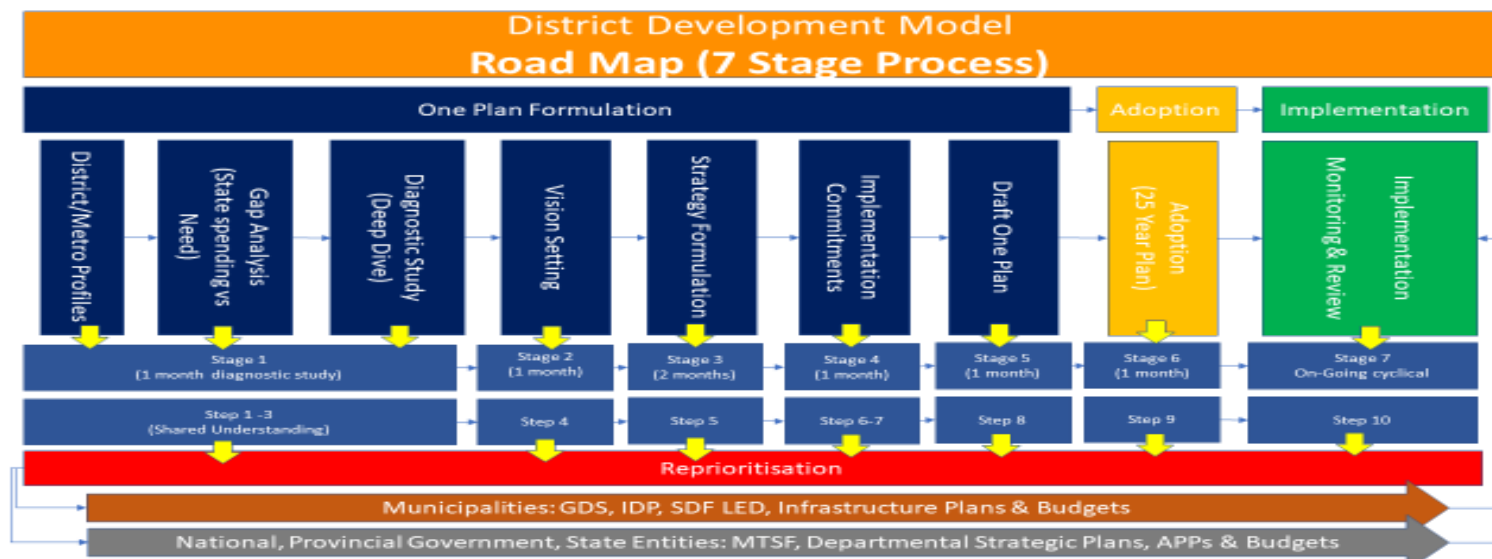 District Development Model
Road Map (7 Stage Process)
One Plan Formulation
Adoption
Implementation
District/Metro Profiles
Gap Analysis
(State spending vs
Need)
Diagnostic Study
(Deep Dive)
Vision Setting
Strategy Formulation
Implementation
Commitments
Draft One Plan
Adoption
(25 Year Plan)
Implementation
Monitoring & Review
Stage 1
(1 month diagnostic study)
Stage 2
(1 month)
Stage 3
(2 months)
Stage 4
(1 month)
Stage 5
(1 month)
Stage 6
(1 month)
Stage 7
On-Going cyclical
Step 1 -3
(Shared Understanding)
Step 4
Step 5
Step 6-7
Step 8
Step 9
Step 10
Reprioritisation
Municipalities: GDS, IDP, SDF LED, Infrastructure Plans & Budgets
National, Provincial Government, State Entities: MTSF, Departmental Strategic Plans, APPs & Budgets